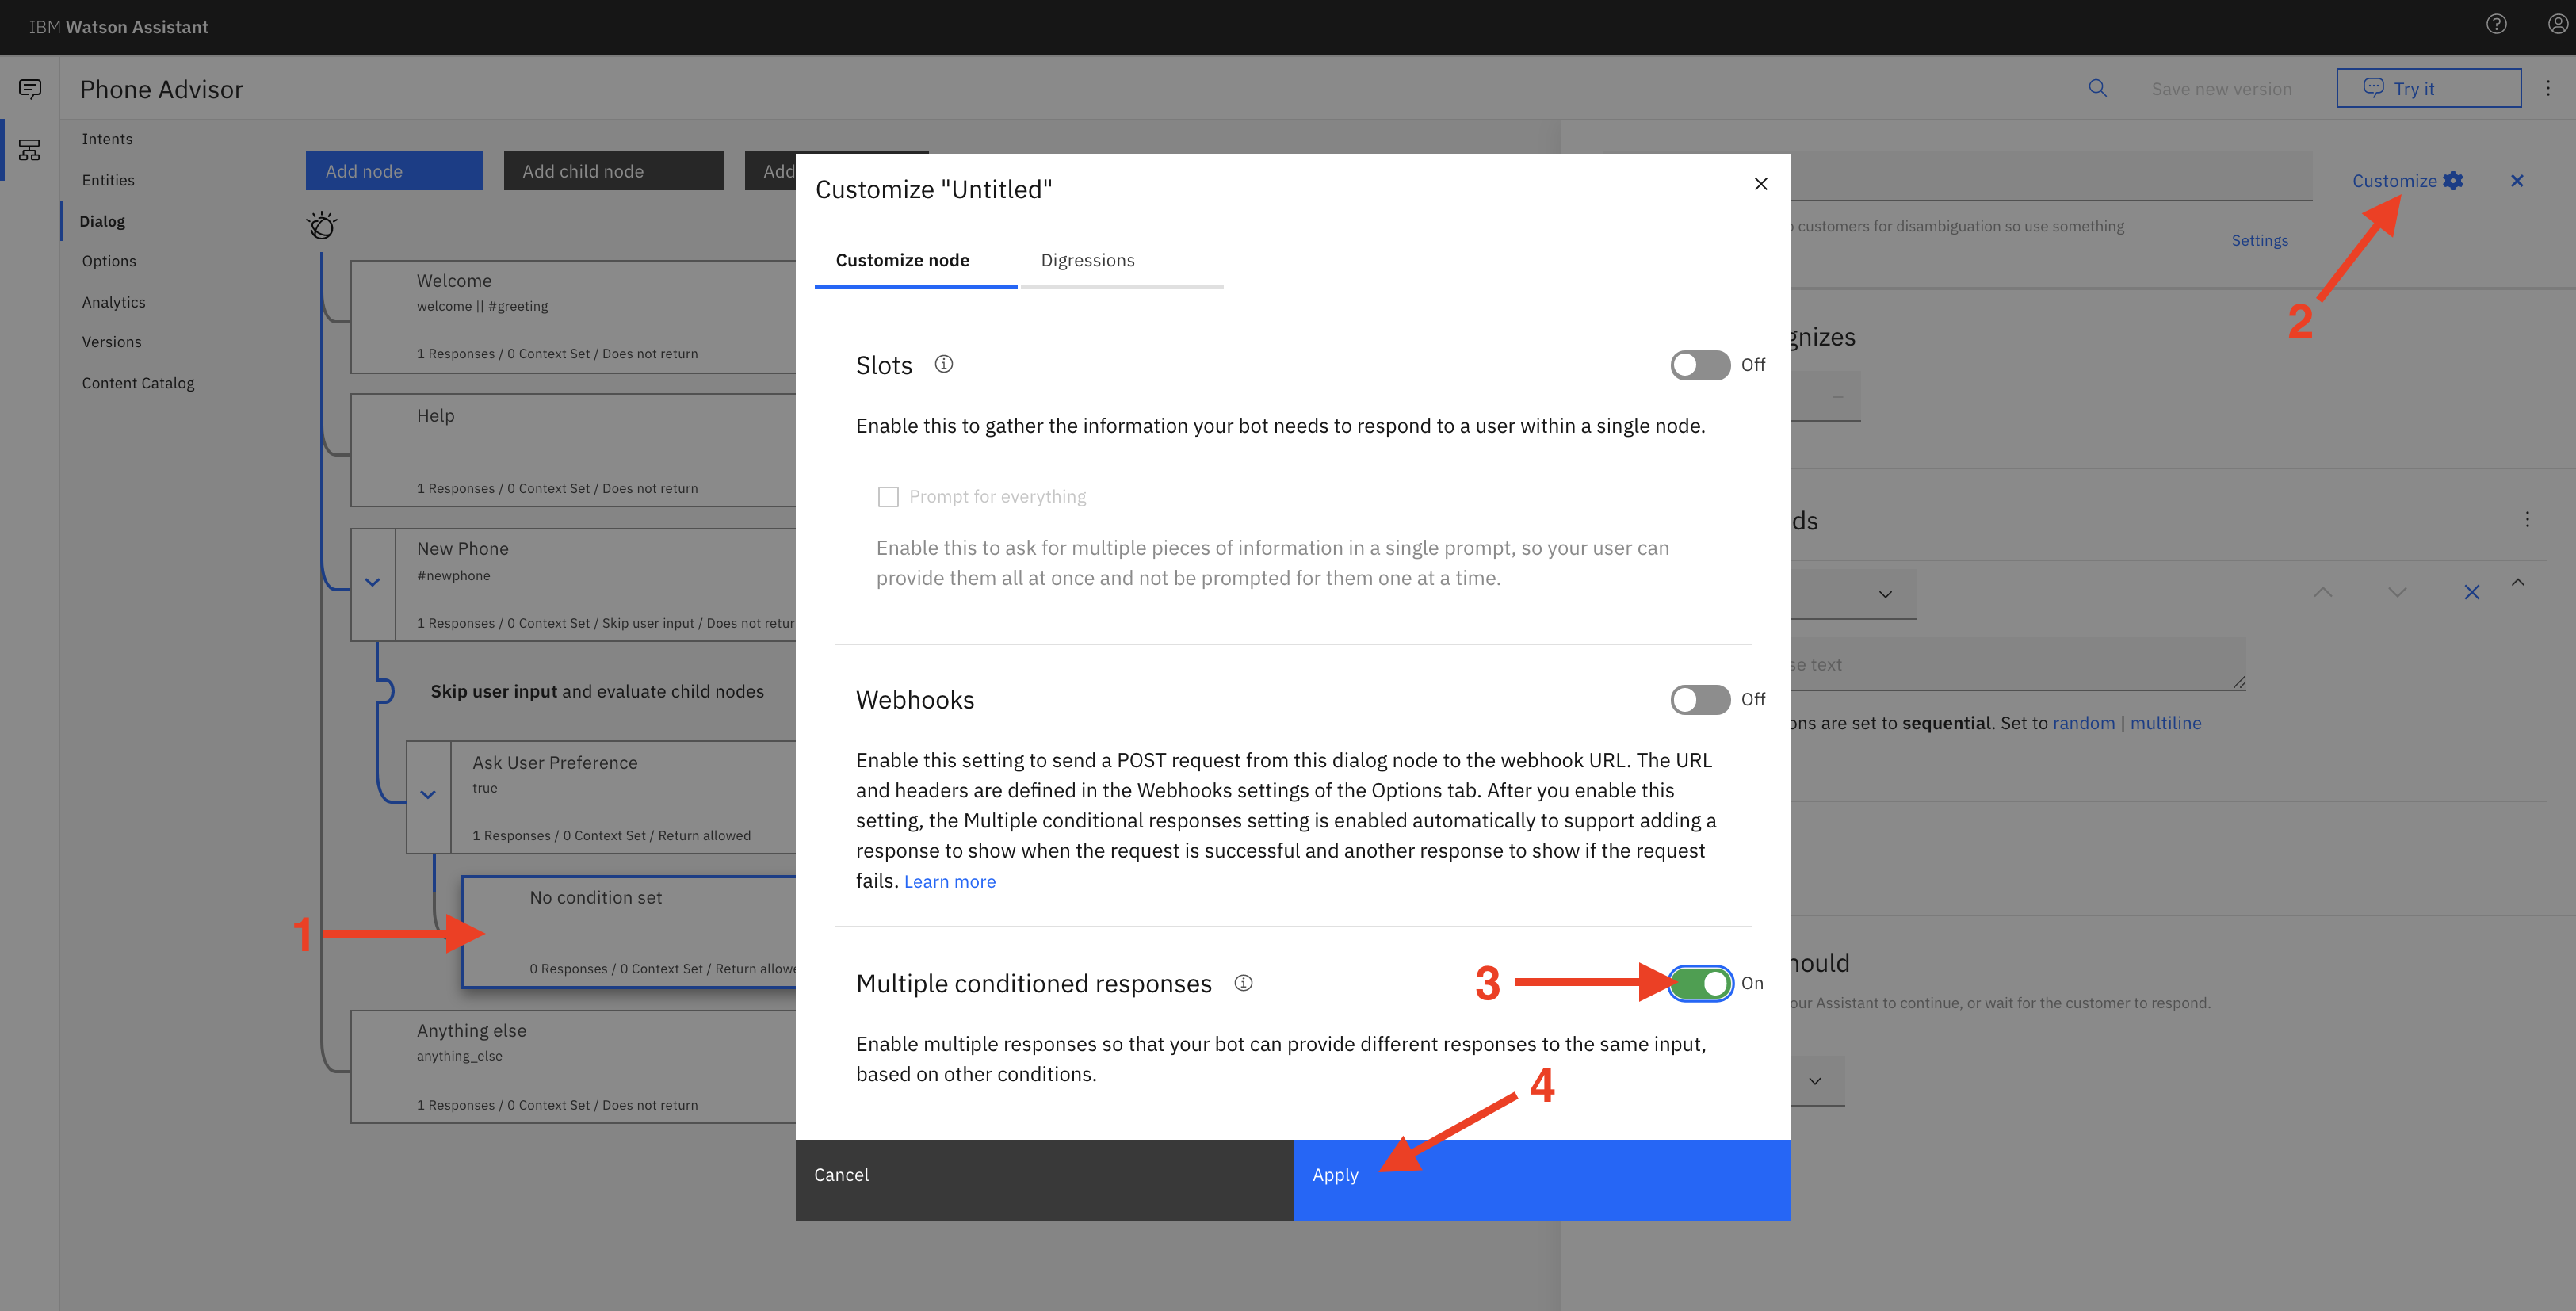 IBM Watson Assistant
Phone Advisor
Save new version
Try it
Intents
Entities
Dialog
Options
Analytics
Versions
Content Catalog
Add node
Add child node
Add
Welcome
welcome || #greeting
1 Responses / 0 Context Set / Does not return
Help
1 Responses / 0 Context Set / Does not return
New Phone
#newphone
1 Responses / 0 Context Set / Skip user input / Does not retur
Skip user input and evaluate child nodes
Ask User Preference
true
1 Responses / 0 Context Set / Return allowed
1
No condition set
0 Responses / 0 Context Set / Return allowe
Anything else
anything_else
1 Responses / 0 Context Set / Does not return
Customize "Untitled"
Customize node
Digressions
Slots
Off
Enable this to gather the information your bot needs to respond to a user within a single node.
Prompt for everything
Enable this to ask for multiple pieces of information in a single prompt, so your user can
provide them all at once and not be prompted for them one at a time.
Webhooks
Off
Enable this setting to send a POST request from this dialog node to the webhook URL. The URL
and headers are defined in the Webhooks settings of the Options tab. After you enable this
setting, the Multiple conditional responses setting is enabled automatically to support adding a
response to show when the request is successful and another response to show if the request
fails. Learn more
Multiple conditioned responses
3
On
Enable multiple responses so that your bot can provide different responses to the same input,
based on other conditions.
4
Cancel
Apply
Customize
customers for disambiguation so use something
Settings
2
gnizes
ds
se text
ons are set to sequential. Set to random | multiline
hould
our Assistant to continue, or wait for the customer to respond.